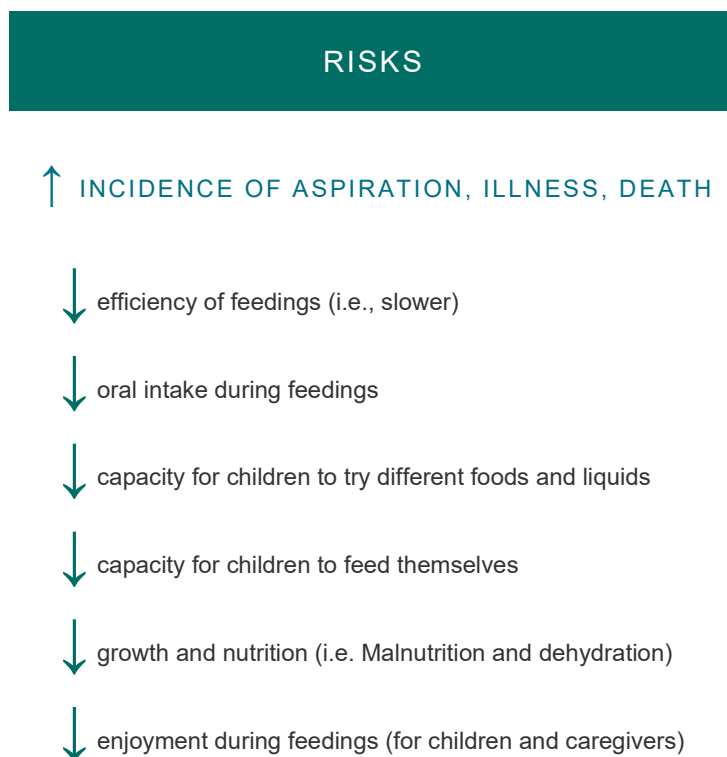 RISKS
↑ INCIDENCE OF ASPIRATION, ILLNESS, DEATH
↓ efficiency of feedings (i.e., slower)
↓ oral intake during feedings
↓ capacity for children to try different foods and liquids
↓ capacity for children to feed themselves
↓ growth and nutrition (i.e. Malnutrition and dehydration)
↓ enjoyment during feedings (for children and caregivers)